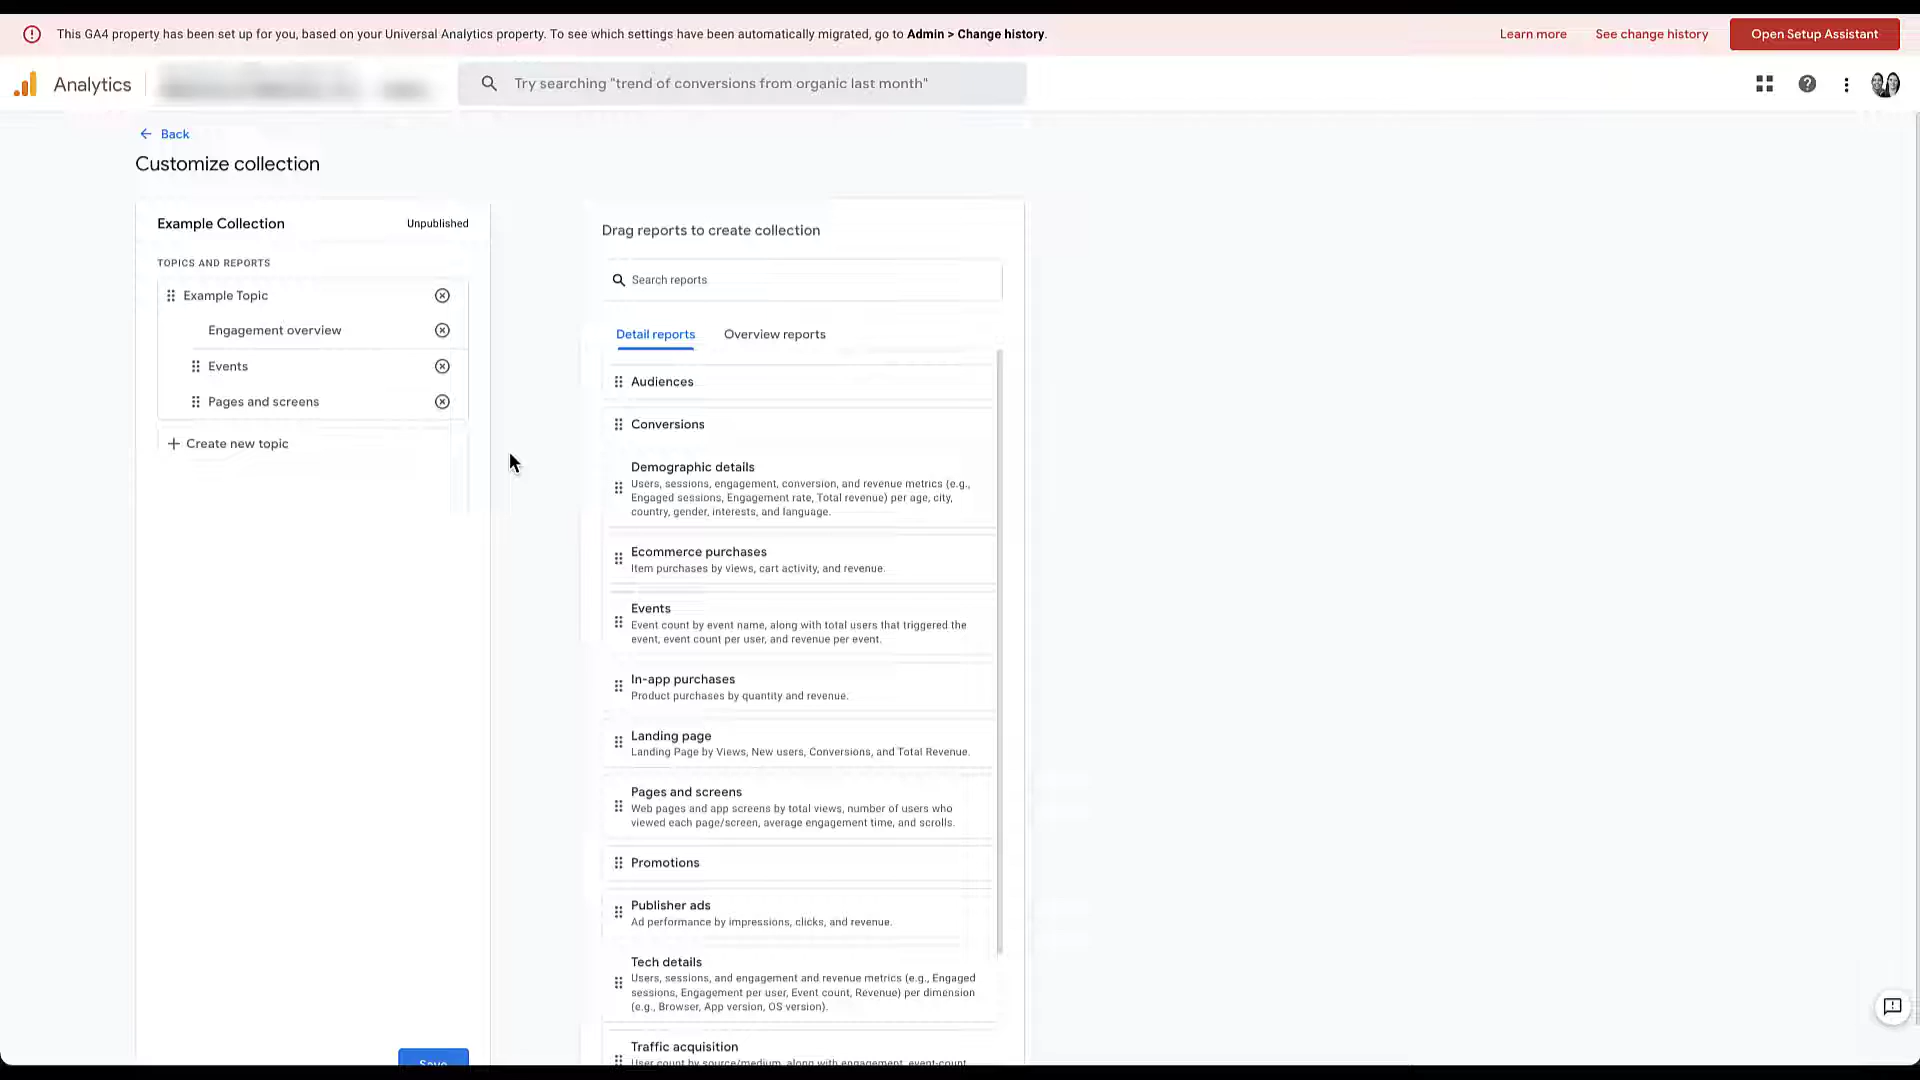 This GA4 property has been set up for you, based on your Universal Analytics property. To see which settings have been automatically migrated, go to Admin > Change history.
Learn more
See change history
Open Setup Assistant
Analytics
Try searching "trend of conversions from organic last month"
Back
Customize collection
Example Collection
Unpublished
TOPICS AND REPORTS
Example Topic
Engagement overview
Events
Pages and screens
Create new topic
Save
Drag reports to create collection
Search reports
Detail reports
Overview reports
Audiences
Conversions
Demographic details
Users, sessions, engagement, conversion, and revenue metrics (e.g.,
Engaged sessions, Engagement rate, Total revenue) per age, city,
country, gender, interests, and language.
Ecommerce purchases
Item purchases by views, cart activity, and revenue.
Events
Event count by event name, along with total users that triggered the
event, event count per user, and revenue per event.
In-app purchases
Product purchases by quantity and revenue.
Landing page
Landing Page by Views, New users, Conversions, and Total Revenue.
Pages and screens
Web pages and app screens by total views, number of users who
viewed each page/screen, average engagement time, and scrolls.
Promotions
Publisher ads
Ad performance by impressions, clicks, and revenue.
Tech details
Users, sessions, and engagement and revenue metrics (e.g., Engaged
sessions, Engagement per user, Event count, Revenue) per dimension
(e.g., Browser, App version, OS version).
Traffic acquisition
User count by source/medium, along with engagement, event-count,